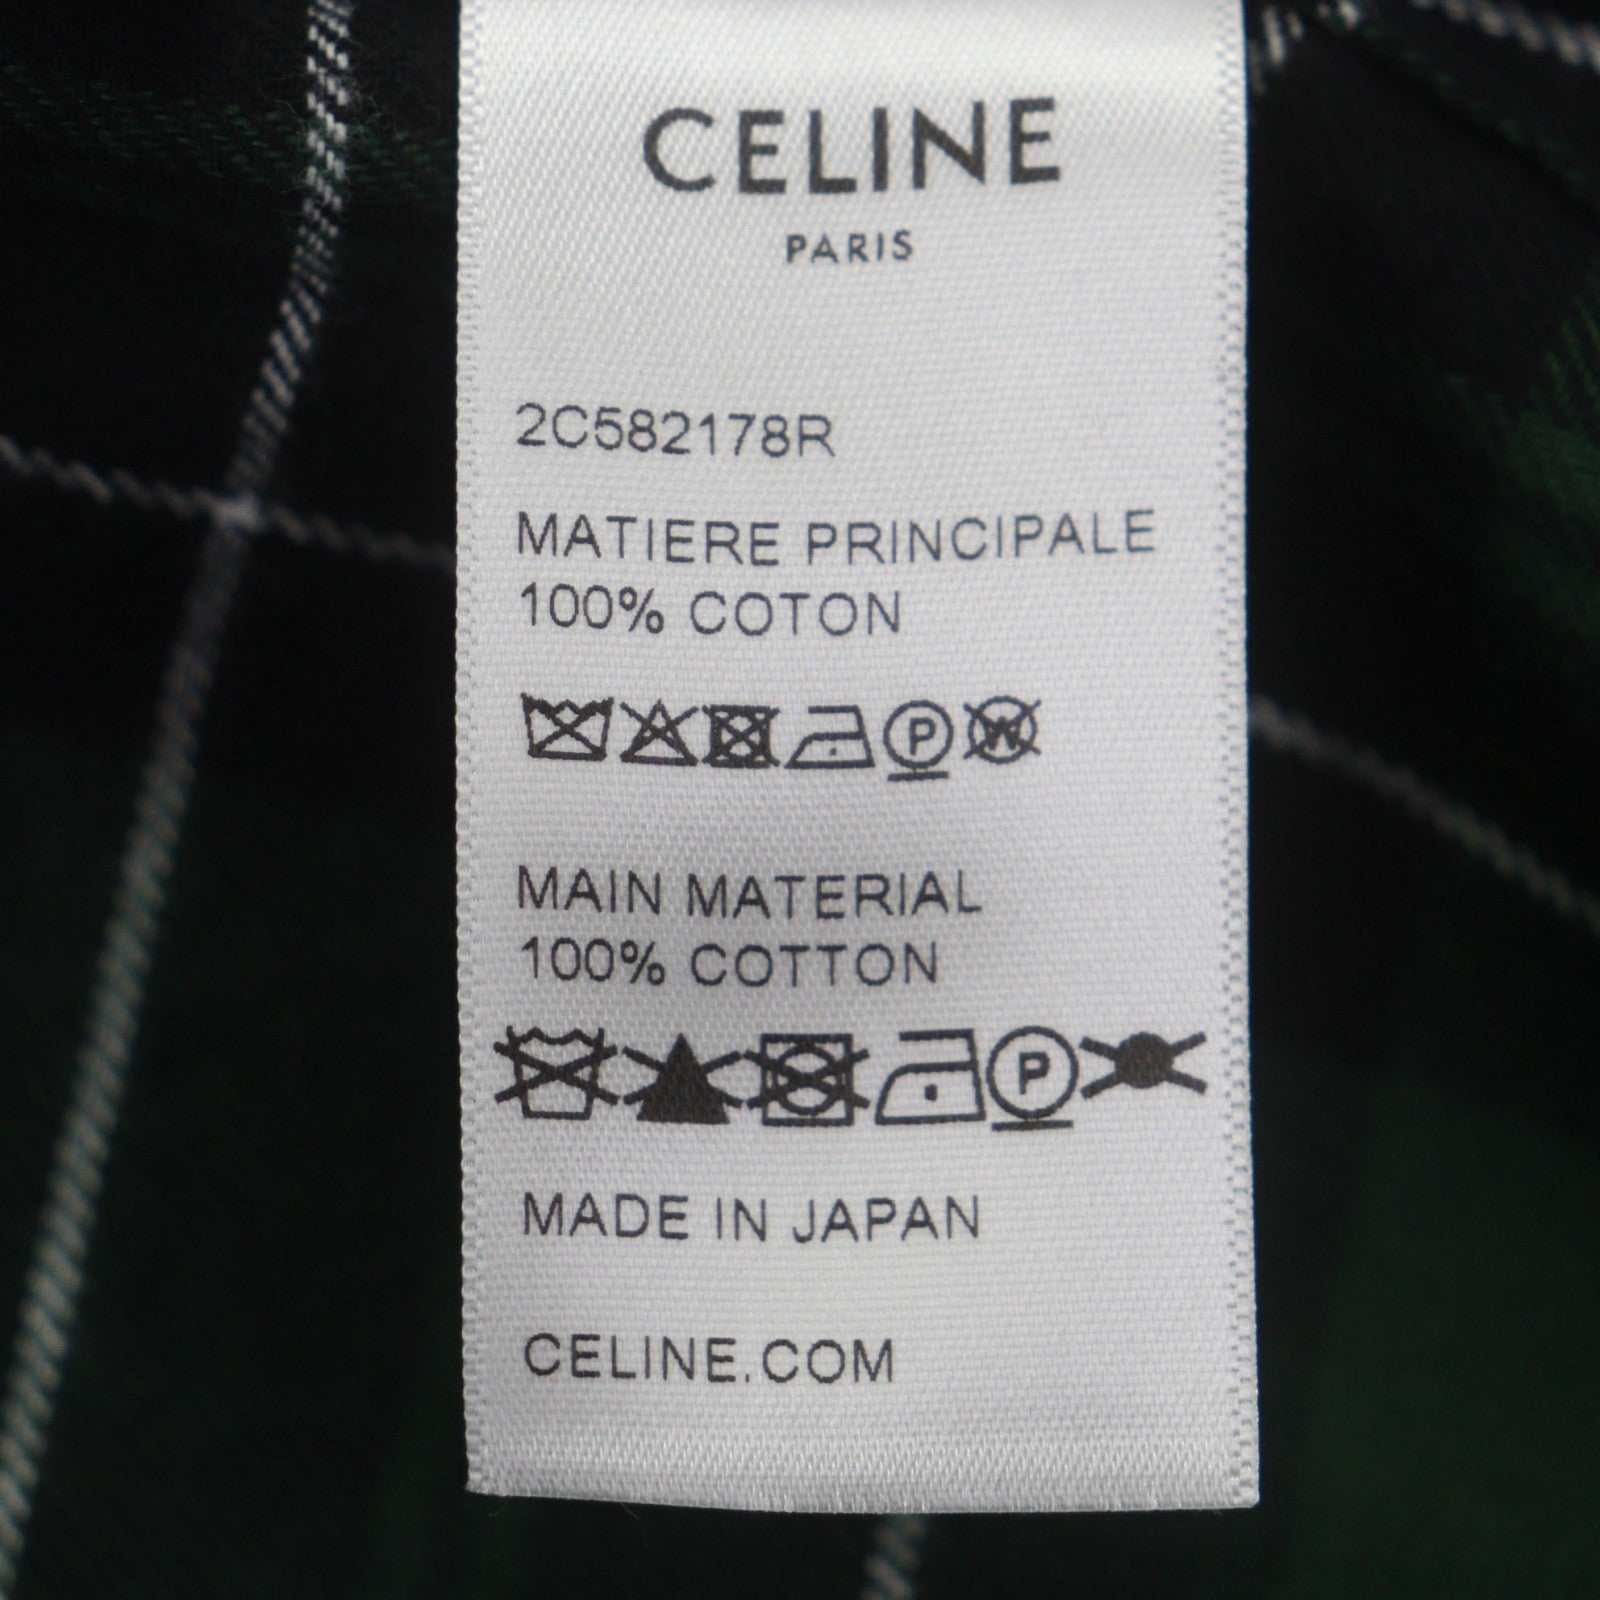 CELINE
PARIS
2C582178R
MATIERE PRINCIPALE
100% COTON
P W
MAIN MATERIAL
100% COTTON
P
MADE IN JAPAN
CELINE.COM